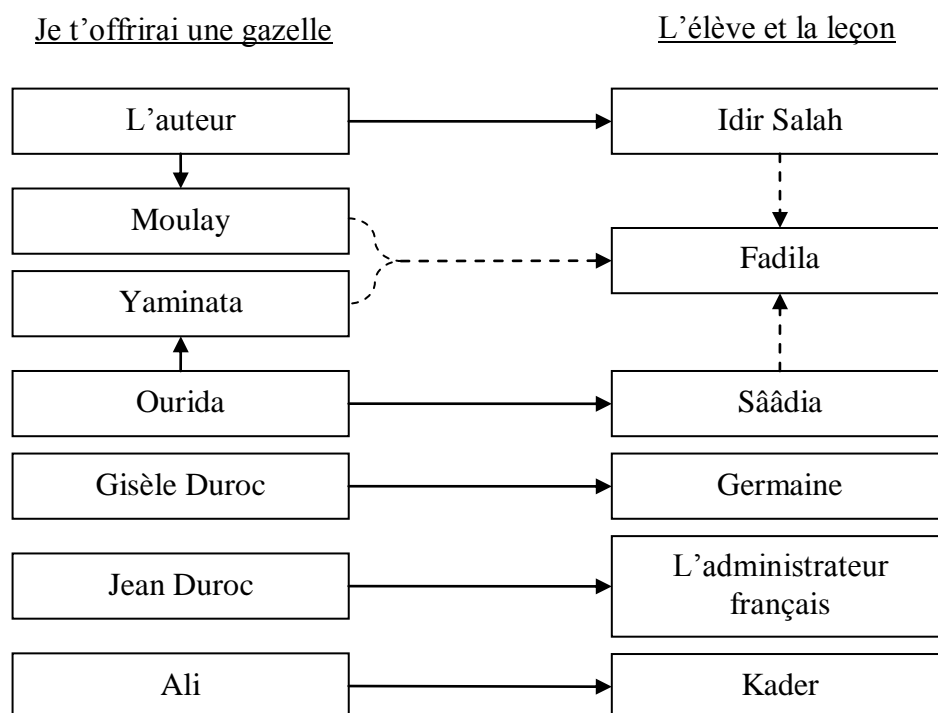 Je t’offrirai une gazelle
L’élève et la leçon
L’auteur
Idir Salah
Moulay
Fadila
Yaminata
Ourida
Sââdia
Gisèle Duroc
Germaine
Jean Duroc
L’administrateur
français
Ali
Kader